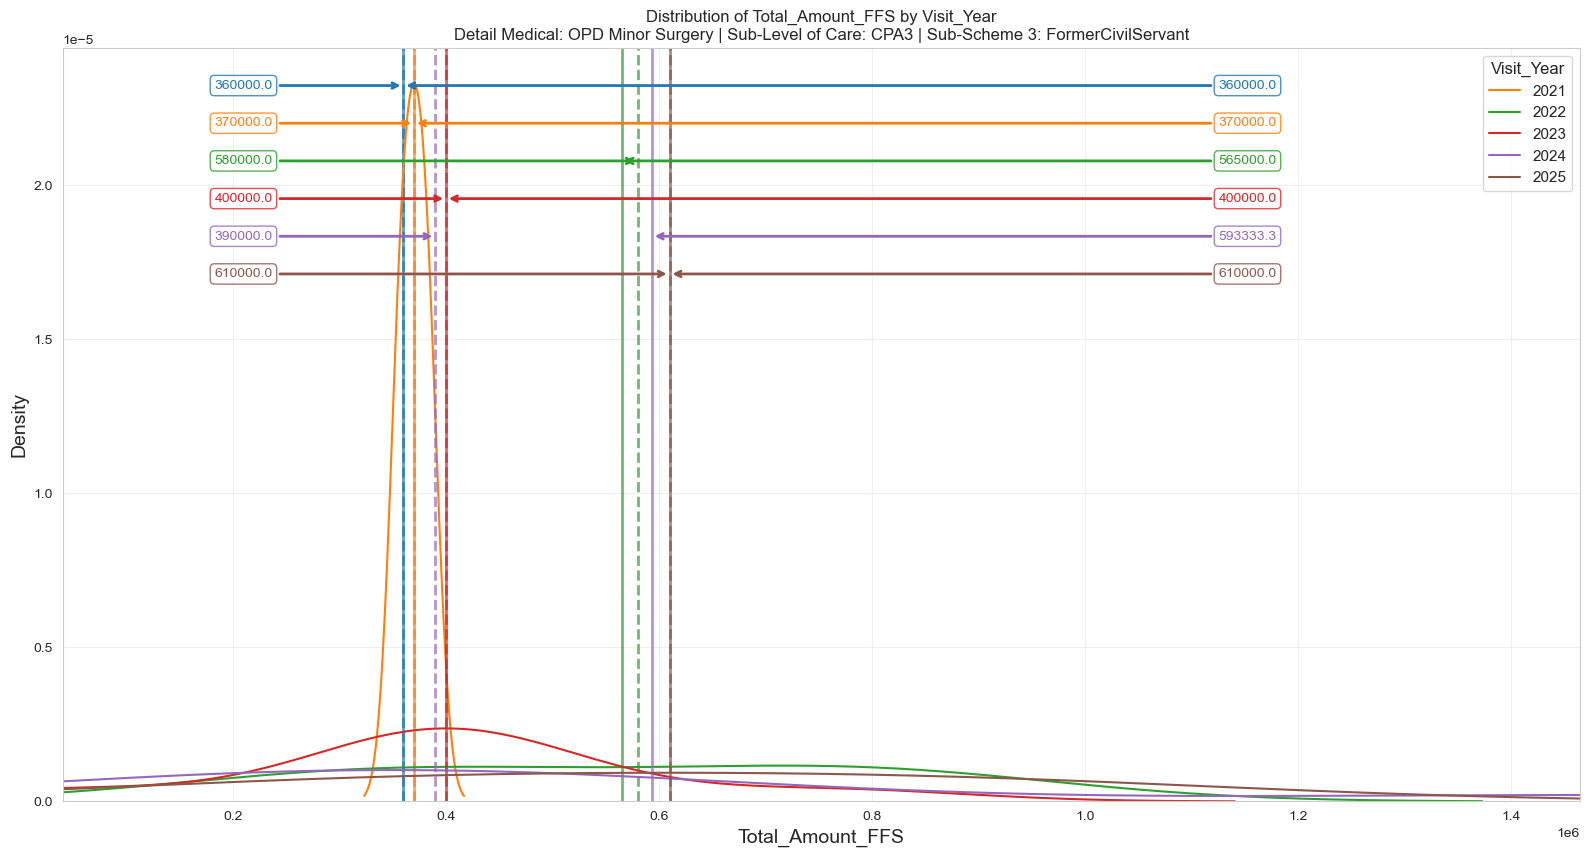 Distribution of Total_Amount_FFS by Visit_Year
Detail Medical: OPD Minor Surgery | Sub-Level of Care: CPA3 | Sub-Scheme 3: FormerCivilServant
1e−5
Visit_Year
2021
2022
2023
2024
2025
360000.0 360000.0
370000.0 370000.0
580000.0 565000.0
400000.0 400000.0
390000.0 593333.3
610000.0 610000.0
2.0
1.5
1.0
0.5
0.0
Density
0.2 0.4 0.6 0.8 1.0 1.2 1.4
1e6
Total_Amount_FFS